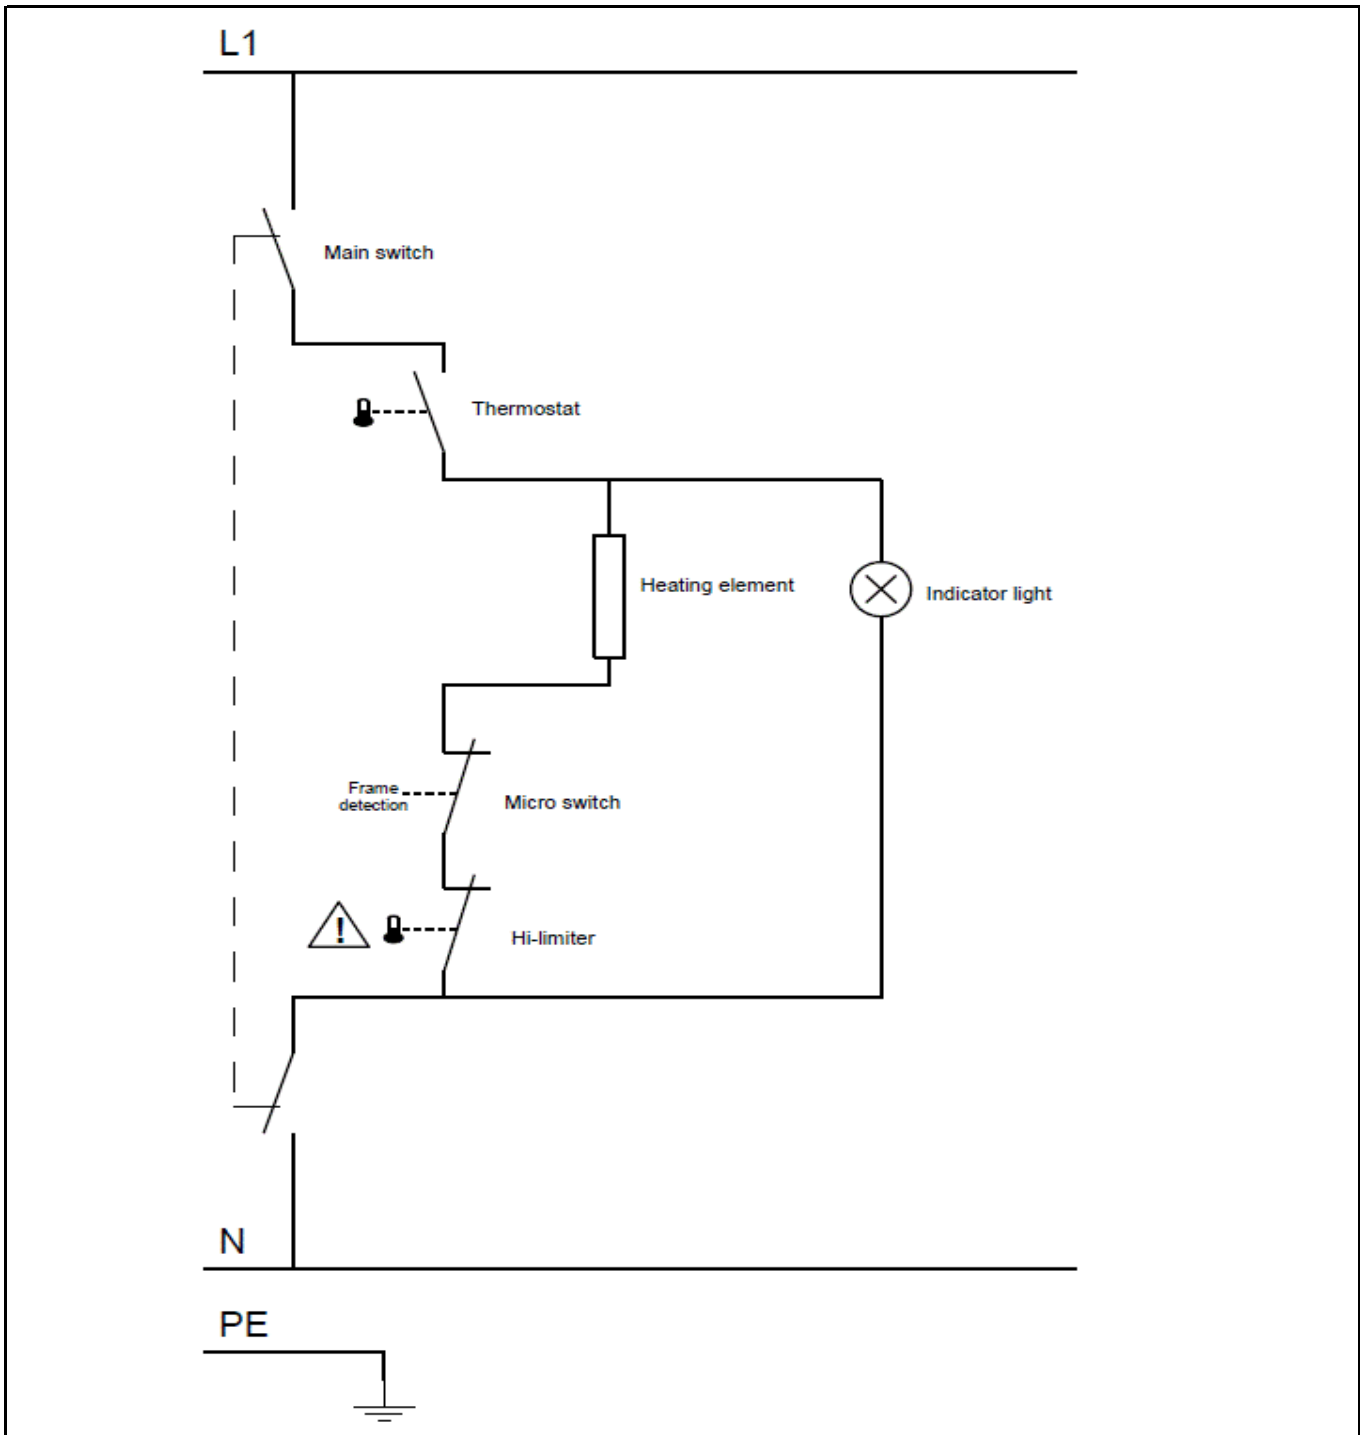 L1
Main switch
Thermostat
Heating element
Indicator light
Frame
detection
Micro switch
!
Hi-limiter
N
PE